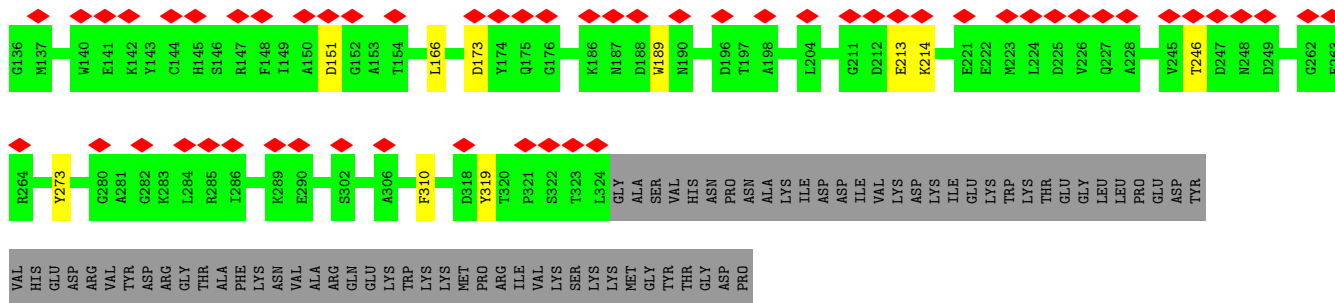 G136 M137 W140 E141 K142 Y143 C144 H145 S146 R147 F148 I149 A150 D151 G152 A153 T154 L166 D173 Y174 Q175 G176 K186 N187 D188 W189 N190 D196 T197 A198 L204 G211 D212 E213 K214 E221 E222 M223 L224 D225 V226 Q227 A228 V245 T246 D247 N248 D249 G262
R264 Y273 G280 A281 G282 K283 L284 R285 I286 K289 E290 S302 A306 F310 D318 Y319 T320 P321 S322 T323 L324 GLY ALA SER VAL HIS ASN PRO ASN ALA LYS ILE ASP ASP ILE VAL LYS ASP LYS ILE GLU LYS TRP LYS THR GLU GLY LEU LEU PRO GLU ASP TYR
VAL HIS GLU ASP ARG VAL TYR ASP ARG GLY THR ALA PHE LYS ASN VAL ALA ARG GLN GLU LYS TRP LYS LYS MET PRO ARG ILE VAL LYS SER LYS LYS MET GLY TYR THR GLY ASP PRO